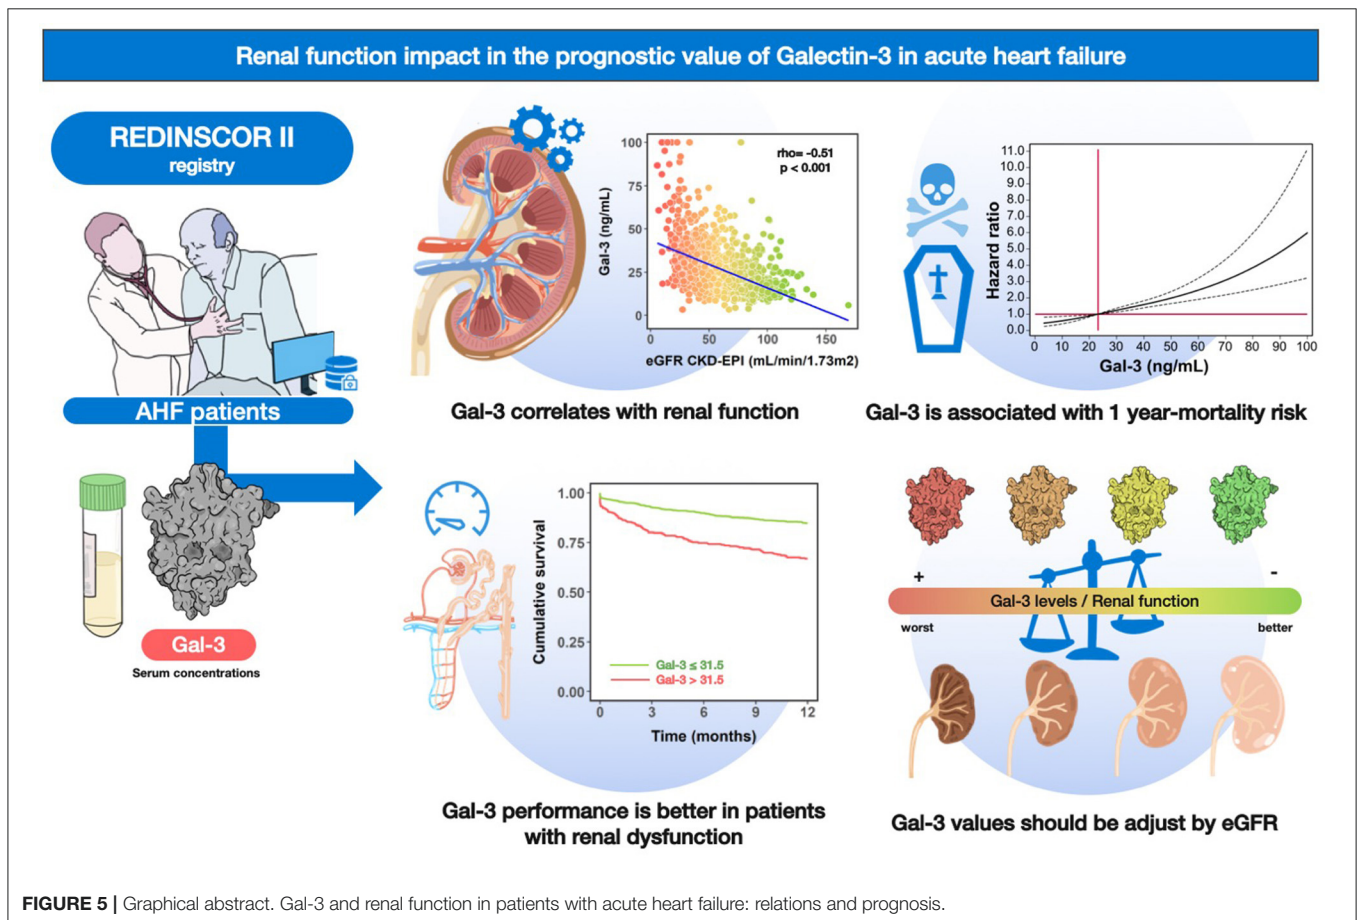 Renal function impact in the prognostic value of Galectin-3 in acute heart failure
REDINSCOR II
registry
AHF patients
Gal-3
Serum concentrations
100
75
50
25
0
Gal-3 (ng/mL)
rho= -0.51
p < 0.001
0
50
100
150
eGFR CKD-EPI (mL/min/1.73m2)
Gal-3 correlates with renal function
11.0
10.0
9.0
8.0
7.0
6.0
5.0
4.0
3.0
2.0
1.0
0.0
Hazard ratio
0 10 20 30 40 50 60 70 80 90 100
Gal-3 (ng/mL)
Gal-3 is associated with 1 year-mortality risk
1.00
0.75
0.50
0.25
0.00
Cumulative survival
Gal-3 ≤ 31.5
Gal-3 > 31.5
0 3 6 9 12
Time (months)
Gal-3 performance is better in patients
with renal dysfunction
+ -
Gal-3 levels / Renal function
worst better
Gal-3 values should be adjust by eGFR
FIGURE 5 | Graphical abstract. Gal-3 and renal function in patients with acute heart failure: relations and prognosis.